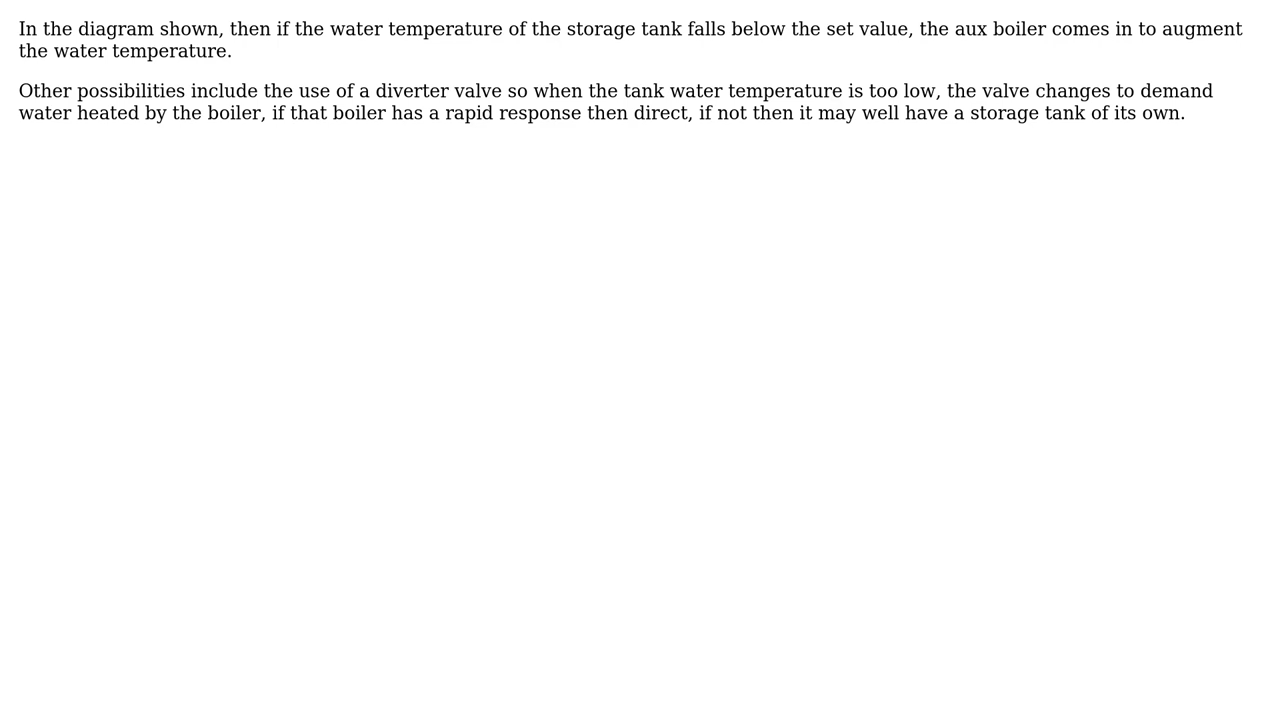 In the diagram shown, then if the water temperature of the storage tank falls below the set value, the aux boiler comes in to augment
the water temperature.
Other possibilities include the use of a diverter valve so when the tank water temperature is too low, the valve changes to demand
water heated by the boiler, if that boiler has a rapid response then direct, if not then it may well have a storage tank of its own.